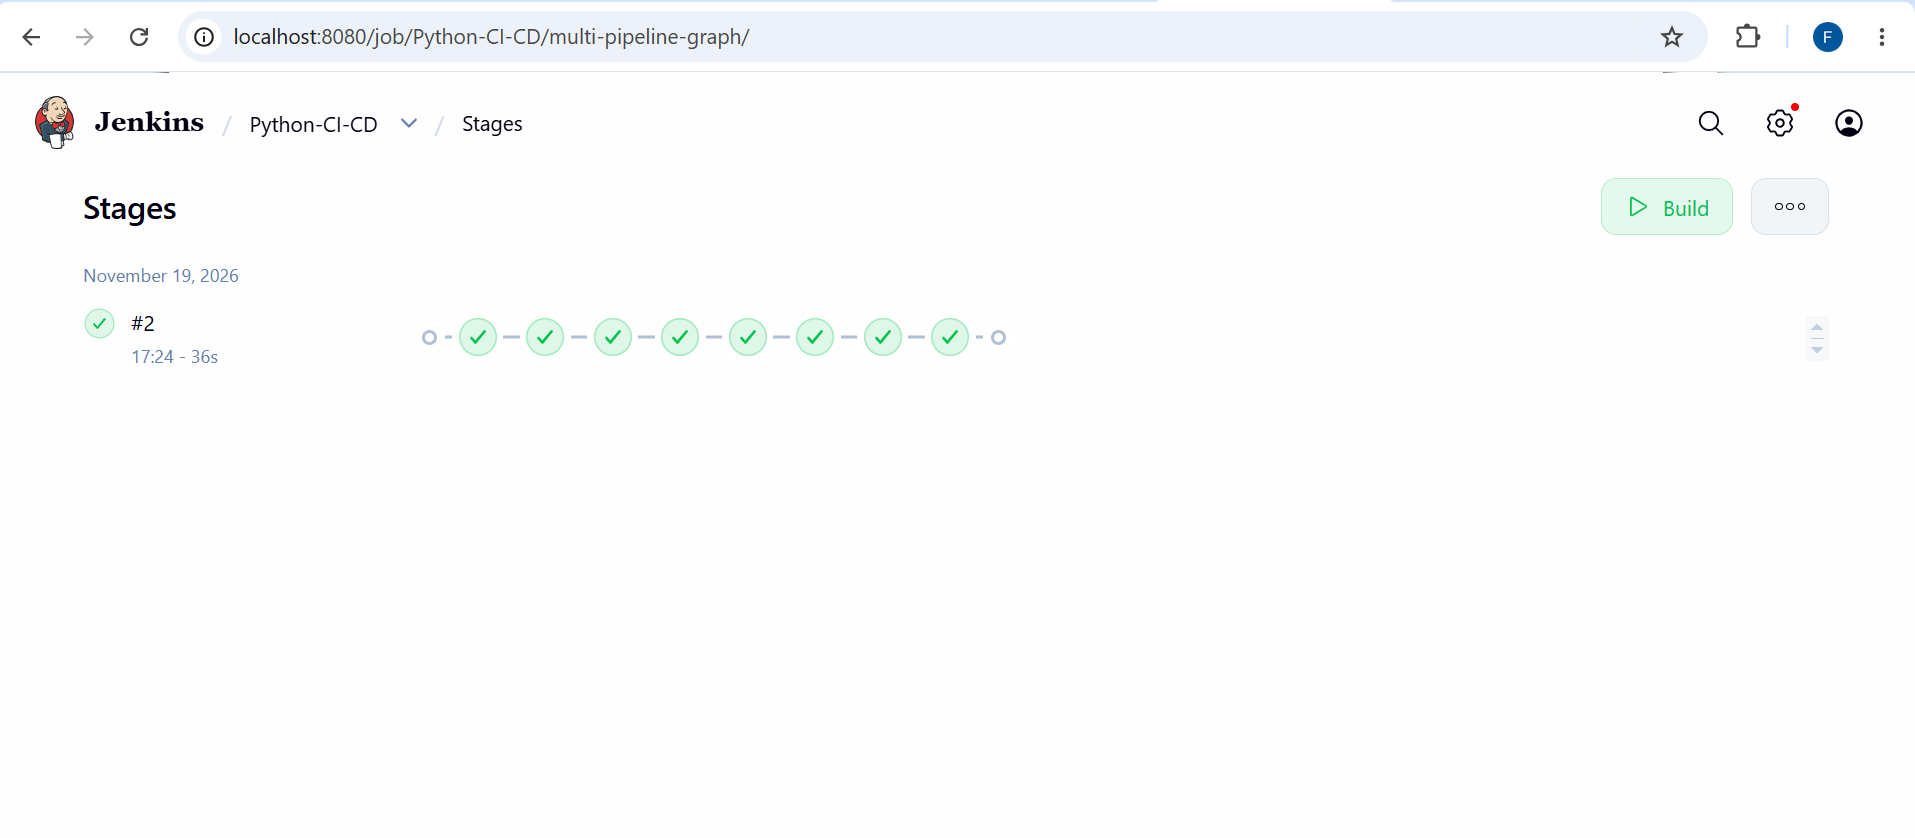 localhost:8080/job/Python-CI-CD/multi-pipeline-graph/
F
Jenkins / Python-CI-CD / Stages
Stages
Build
November 19, 2026
#2
17:24 - 36s